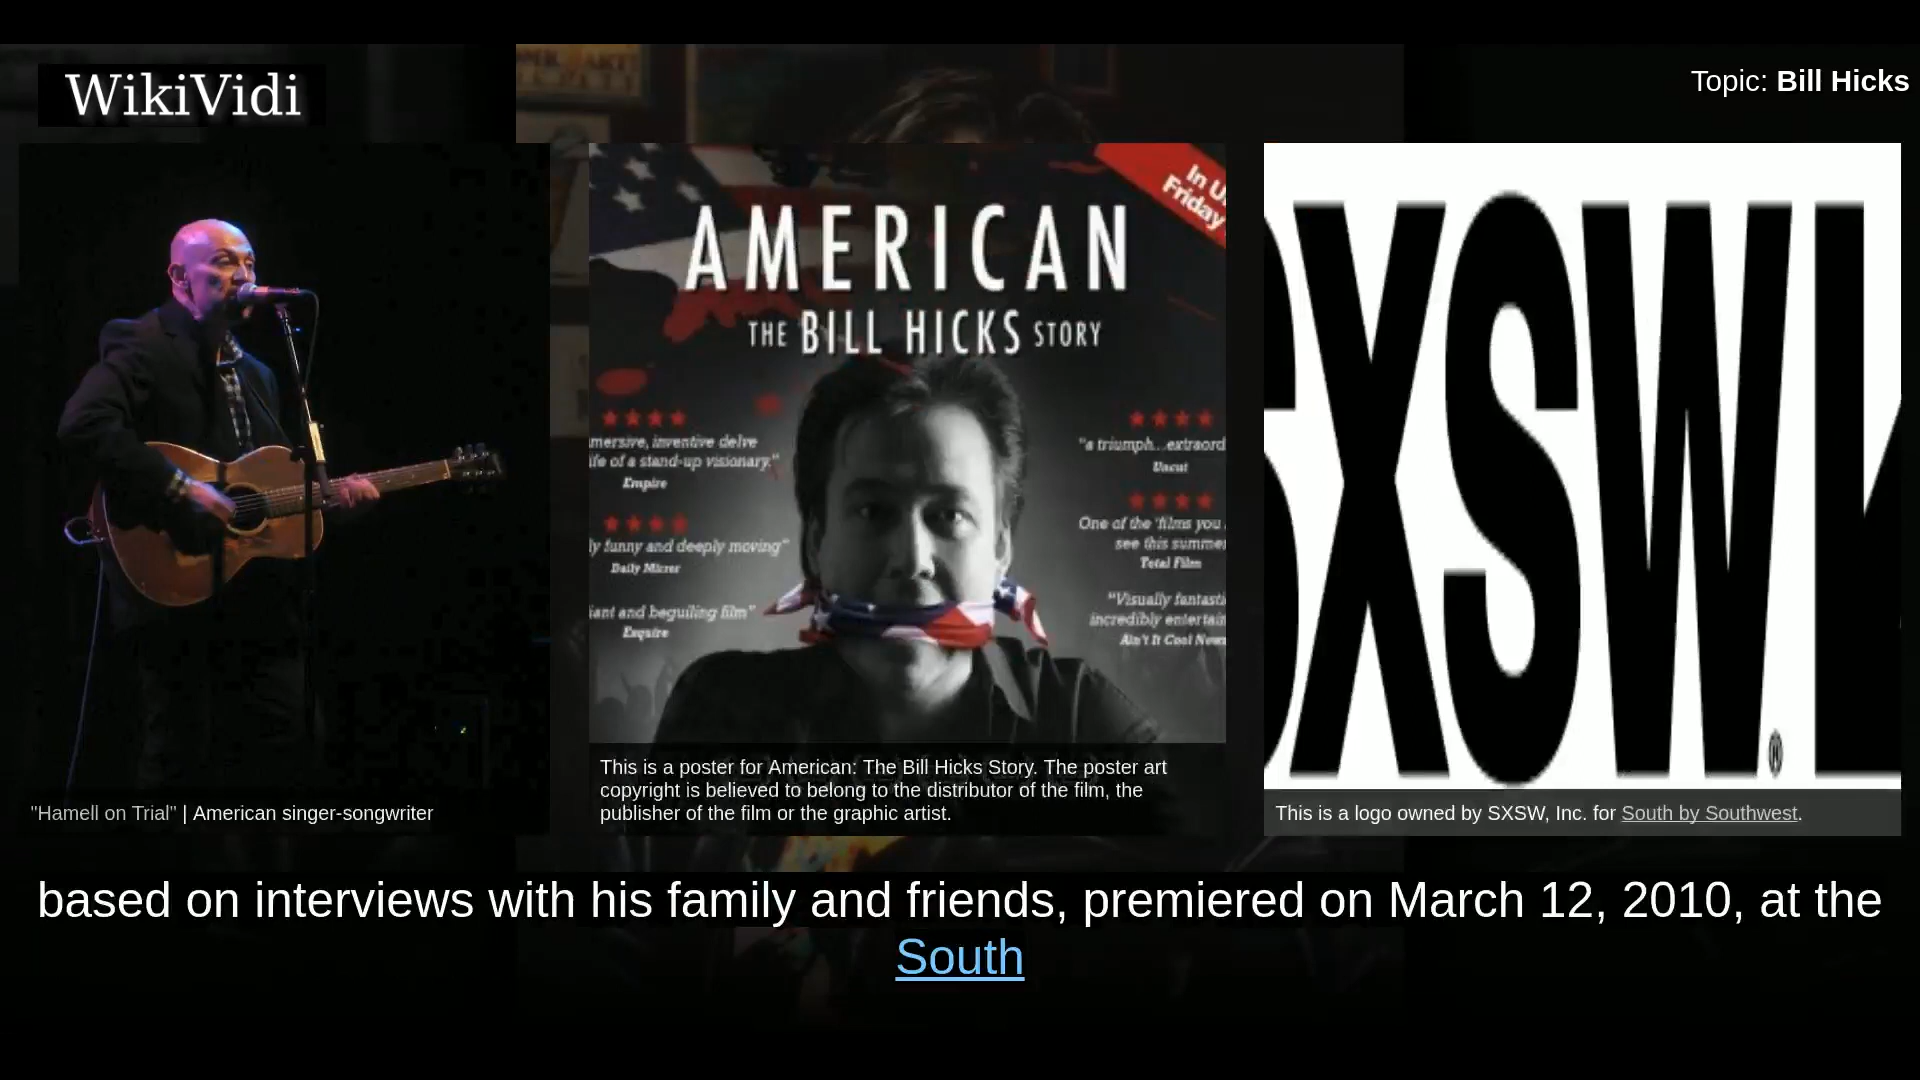 WikiVidi
Topic: Bill Hicks
In U
Friday
AMERICAN
THE BILL HICKS STORY
mersive, inventive delve
ife of a stand-up visionary."
Empire
ly funny and deeply moving"
Daily Mirror
iant and beguiling film"
Esquire
"a triumph...extraord
Uncut
One of the 'films you
see this summer
Total Film
"Visually fantasti
incredibly entertain
Ain't It Cool News
SXSW
®
"Hamell on Trial" | American singer-songwriter
This is a poster for American: The Bill Hicks Story. The poster art
copyright is believed to belong to the distributor of the film, the
publisher of the film or the graphic artist.
This is a logo owned by SXSW, Inc. for South by Southwest.
based on interviews with his family and friends, premiered on March 12, 2010, at the
South